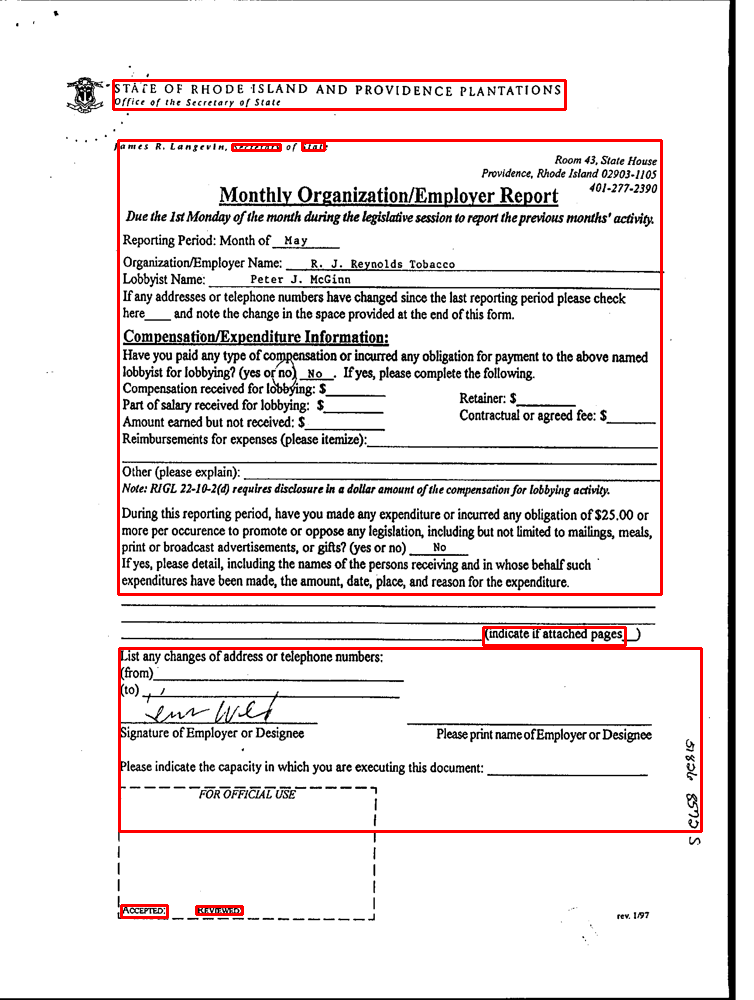 STATE OF RHODE ISLAND AND PROVIDENCE PLANTATIONS
Office of the Secretary of State
James R. Langevin, Secretary of State
Room 43, State House
Providence, Rhode Island 02903-1105
401-277-2390
Monthly Organization/Employer Report
Due the 1st Monday of the month during the legislative session to report the previous months' activity.
Reporting Period: Month of May
Organization/Employer Name: R. J. Reynolds Tobacco
Lobbyist Name: Peter J. McGinn
If any addresses or telephone numbers have changed since the last reporting period please check
here____ and note the change in the space provided at the end of this form.
Compensation/Expenditure Information:
Have you paid any type of compensation or incurred any obligation for payment to the above named
lobbyist for lobbying? (yes or no) No . If yes, please complete the following.
Compensation received for lobbying: $
Retainer: $
Part of salary received for lobbying: $
Contractual or agreed fee: $
Amount earned but not received: $
Reimbursements for expenses (please itemize):
Other (please explain):
Note: RIGL 22-10-2(d) requires disclosure in a dollar amount of the compensation for lobbying activity.
During this reporting period, have you made any expenditure or incurred any obligation of $25.00 or
more per occurence to promote or oppose any legislation, including but not limited to mailings, meals,
print or broadcast advertisements, or gifts? (yes or no) No
If yes, please detail, including the names of the persons receiving and in whose behalf such
expenditures have been made, the amount, date, place, and reason for the expenditure.
(indicate if attached pages__)
List any changes of address or telephone numbers:
(from)
(to)
Signature of Employer or Designee
Please print name of Employer or Designee
Please indicate the capacity in which you are executing this document:
FOR OFFICIAL USE
ACCEPTED:
REVIEWED:
rev. 1/97